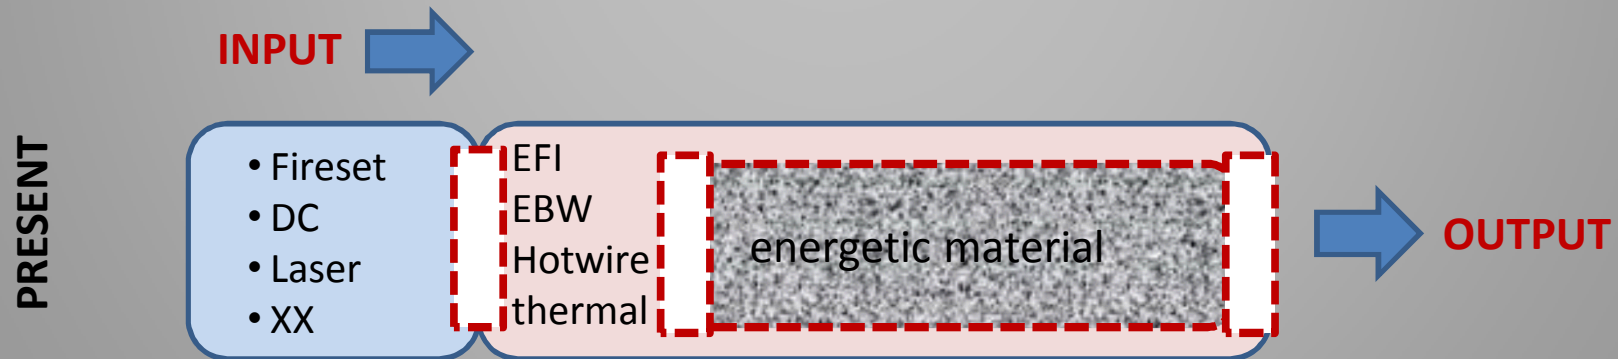 INPUT
PRESENT
• Fireset
• DC
• Laser
• XX
EFI
EBW
Hotwire
thermal
energetic material
OUTPUT